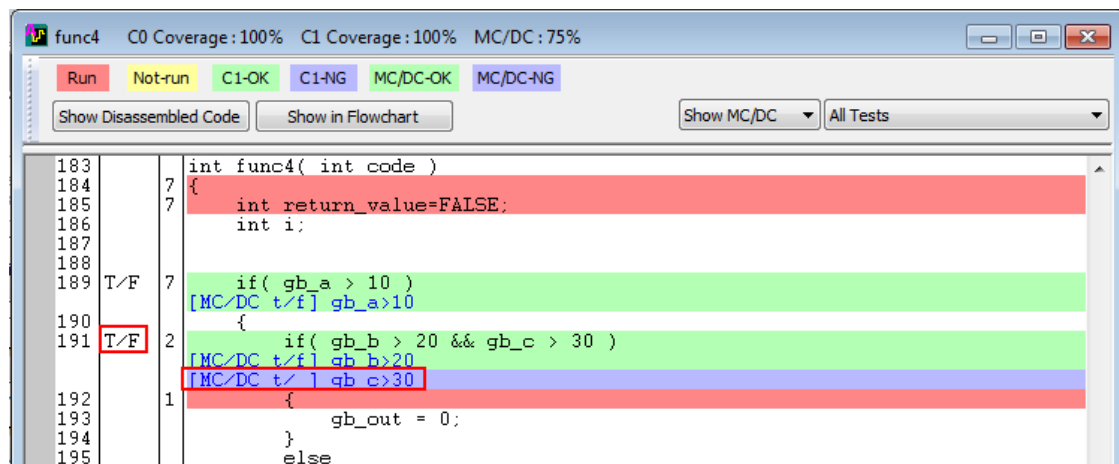 func4 C0 Coverage : 100% C1 Coverage : 100% MC/DC : 75%
Run Not-run C1-OK C1-NG MC/DC-OK MC/DC-NG
Show Disassembled Code Show in Flowchart Show MC/DC All Tests
183 int func4( int code )
184 7 {
185 7 int return_value=FALSE;
186 int i;
187
188
189 T/F 7 if( gb_a > 10 )
[MC/DC t/f] gb_a>10
190 {
191 T/F 2 if( gb_b > 20 && gb_c > 30 )
[MC/DC t/f] gb_b>20
[MC/DC t/ ] gb_c>30
192 1 {
193 gb_out = 0;
194 }
195 else